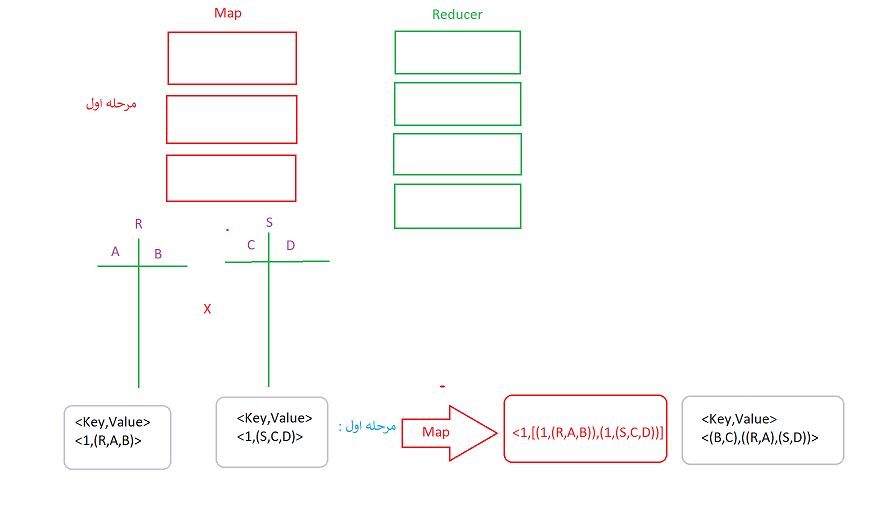 Map
Reducer
مرحله اول
R
S
A
B
C
D
X
<Key,Value>
<1,(R,A,B)>
<Key,Value>
<1,(S,C,D)>
مرحله اول :
Map
<1,[(1,(R,A,B)),(1,(S,C,D))]
<Key,Value>
<(B,C),((R,A),(S,D))>